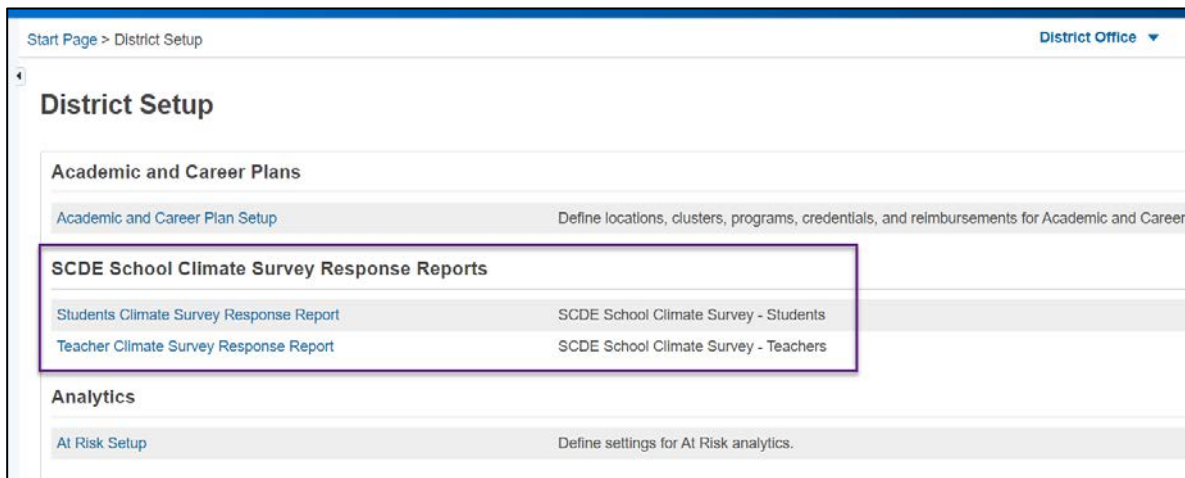 Start Page > District Setup District Office
District Setup
Academic and Career Plans
Academic and Career Plan Setup Define locations, clusters, programs, credentials, and reimbursements for Academic and Career
SCDE School Climate Survey Response Reports
Students Climate Survey Response Report SCDE School Climate Survey - Students
Teacher Climate Survey Response Report SCDE School Climate Survey - Teachers
Analytics
At Risk Setup Define settings for At Risk analytics.